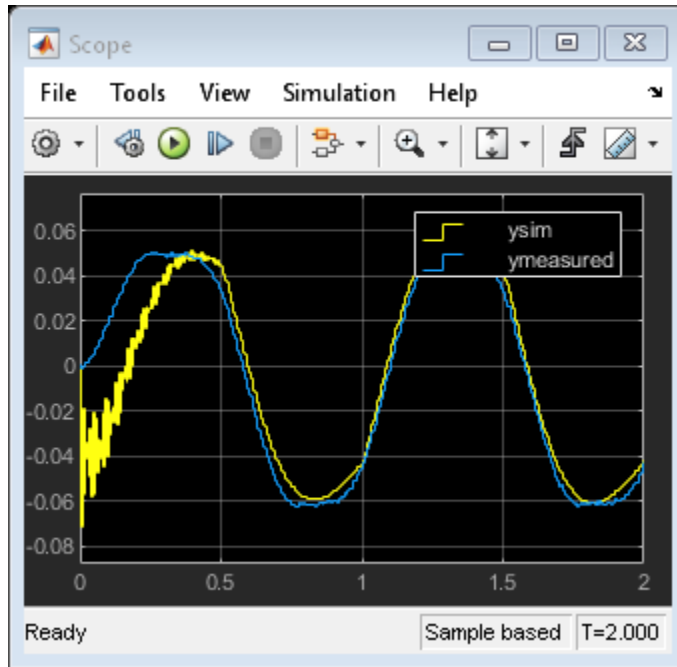 Scope
File Tools View Simulation Help
0.06
0.04
0.02
0
-0.02
-0.04
-0.06
-0.08
ysim
ymeasured
0 0.5 1 1.5 2
Ready Sample based T=2.000